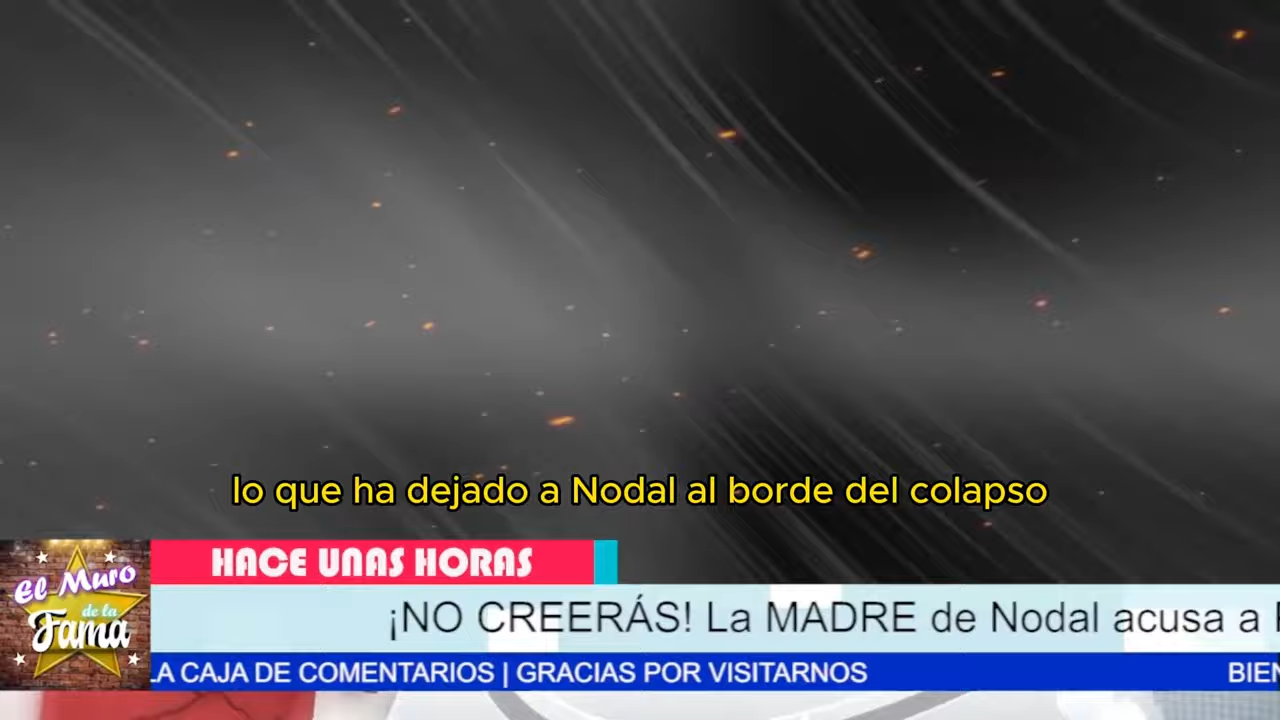 lo que ha dejado a Nodal al borde del colapso
HACE UNAS HORAS
El Muro
de la
Fama
¡NO CREERÁS! La MADRE de Nodal acusa a
LA CAJA DE COMENTARIOS | GRACIAS POR VISITARNOS
BIEN